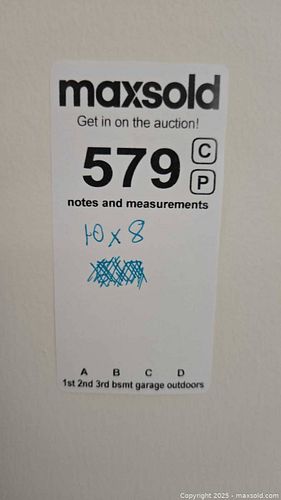 maxsold
Get in on the auction!
579 C
P
notes and measurements
10 x 8
A B C D
1st 2nd 3rd bsmt garage outdoors
Copyright 2025 - maxsold.com